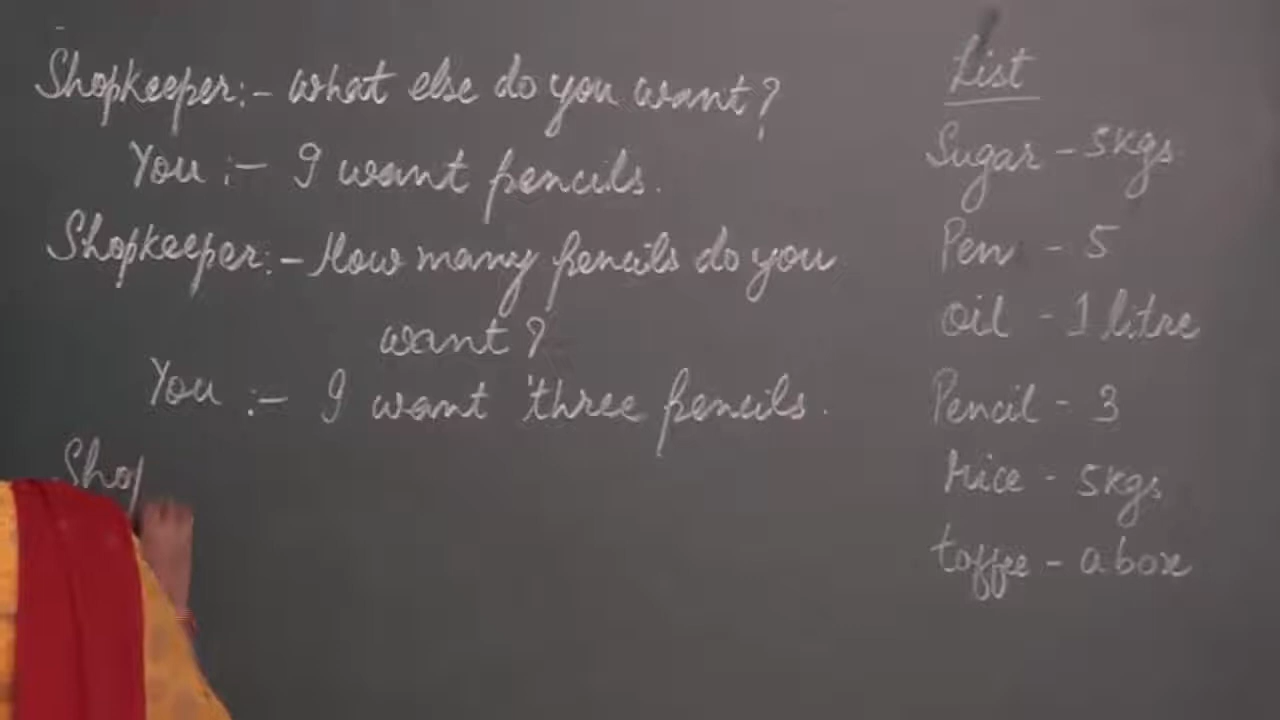 Shopkeeper:- What else do you want?
You :- I want pencils.
Shopkeeper:- How many pencils do you
want?
You :- I want three pencils.
Shop
List
Sugar - 5kgs
Pen - 5
oil - 1 litre
Pencil - 3
Rice - 5kgs
toffee - a box